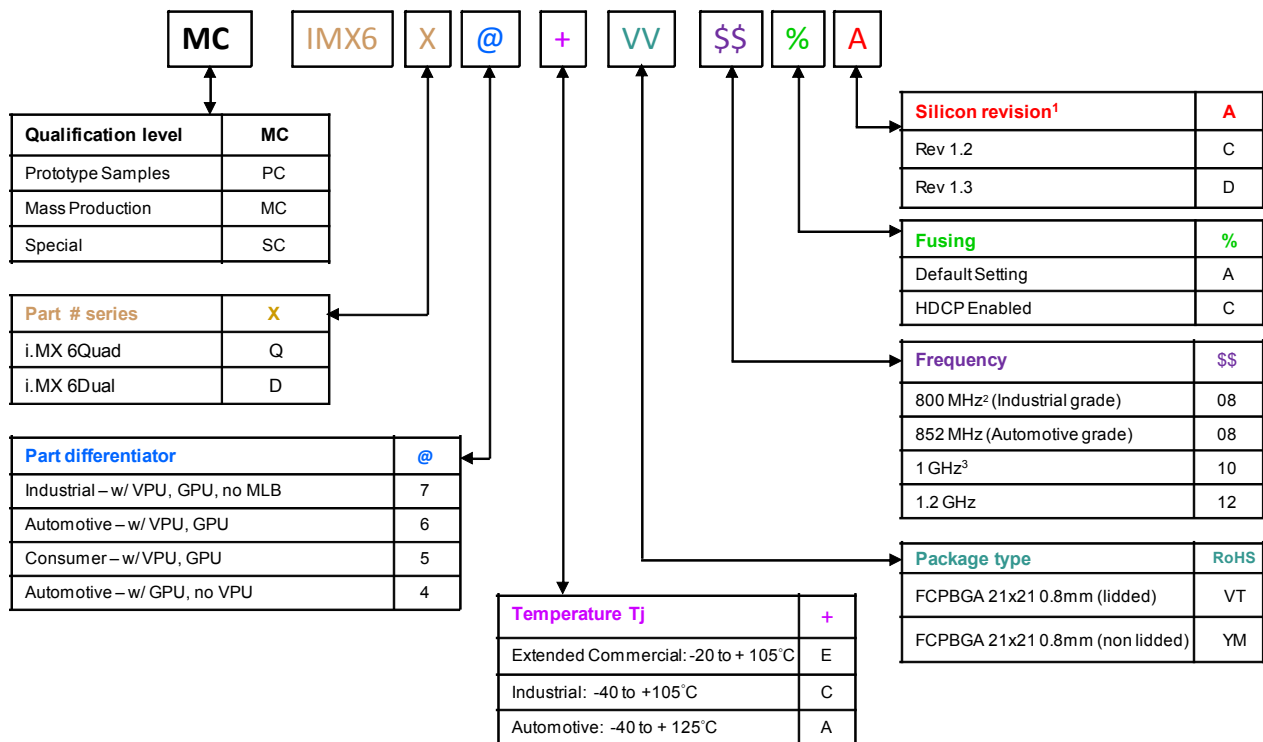 MC IMX6 X @ + VV $$ % A
Qualification level MC
Prototype Samples PC
Mass Production MC
Special SC
Part # series X
i.MX 6Quad Q
i.MX 6Dual D
Part differentiator @
Industrial – w/ VPU, GPU, no MLB 7
Automotive – w/ VPU, GPU 6
Consumer – w/ VPU, GPU 5
Automotive – w/ GPU, no VPU 4
Temperature Tj +
Extended Commercial: -20 to + 105°C E
Industrial: -40 to +105°C C
Automotive: -40 to + 125°C A
Silicon revision¹ A
Rev 1.2 C
Rev 1.3 D
Fusing %
Default Setting A
HDCP Enabled C
Frequency $$
800 MHz² (Industrial grade) 08
852 MHz (Automotive grade) 08
1 GHz³ 10
1.2 GHz 12
Package type RoHS
FCPBGA 21x21 0.8mm (lidded) VT
FCPBGA 21x21 0.8mm (non lidded) YM